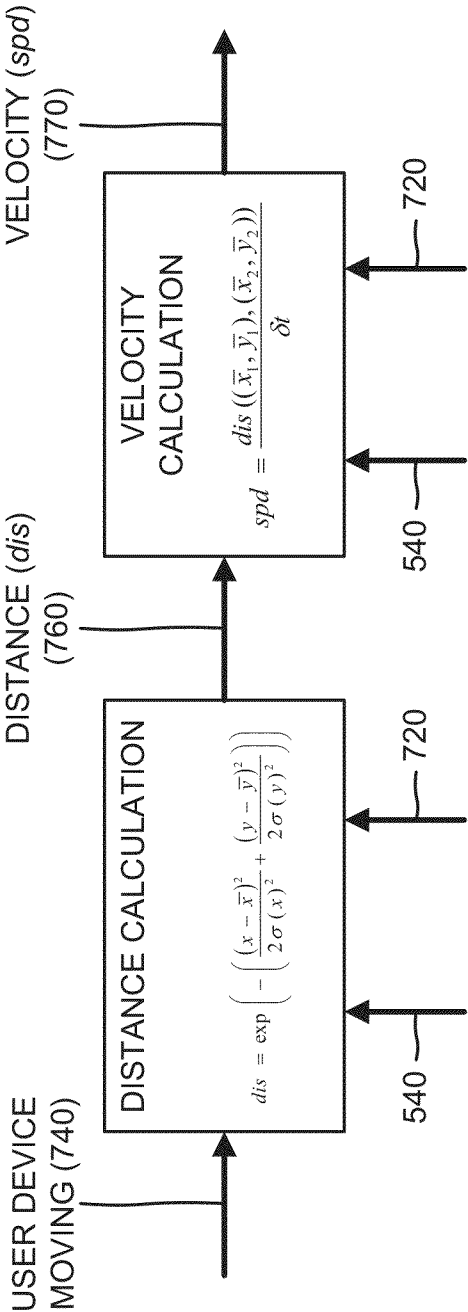 USER DEVICE
MOVING (740)
DISTANCE CALCULATION
dis = exp ( − ( (x − x̄)² / 2σ(x)² + (y − ȳ)² / 2σ(y)² ) )
540
720
DISTANCE (dis)
(760)
VELOCITY
CALCULATION
spd = dis((x̄₁, ȳ₁), (x̄₂, ȳ₂)) / δt
540
720
VELOCITY (spd)
(770)